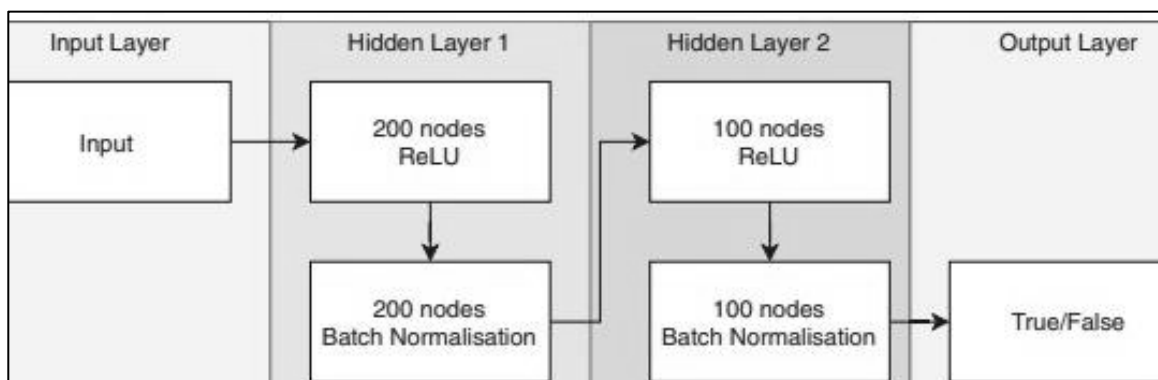 Input Layer
Hidden Layer 1
Hidden Layer 2
Output Layer
Input
200 nodes
ReLU
100 nodes
ReLU
200 nodes
Batch Normalisation
100 nodes
Batch Normalisation
True/False